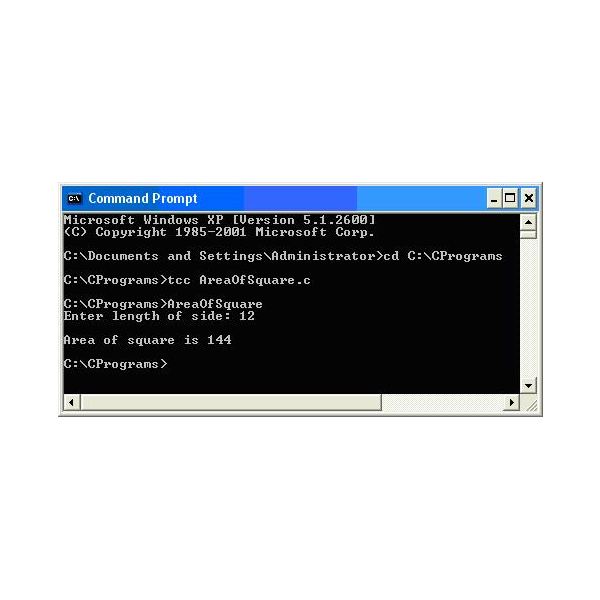 C:\ Command Prompt
Microsoft Windows XP [Version 5.1.2600]
(C) Copyright 1985-2001 Microsoft Corp.
C:\Documents and Settings\Administrator>cd C:\CPrograms
C:\CPrograms>tcc AreaOfSquare.c
C:\CPrograms>AreaOfSquare
Enter length of side: 12
Area of square is 144
C:\CPrograms>